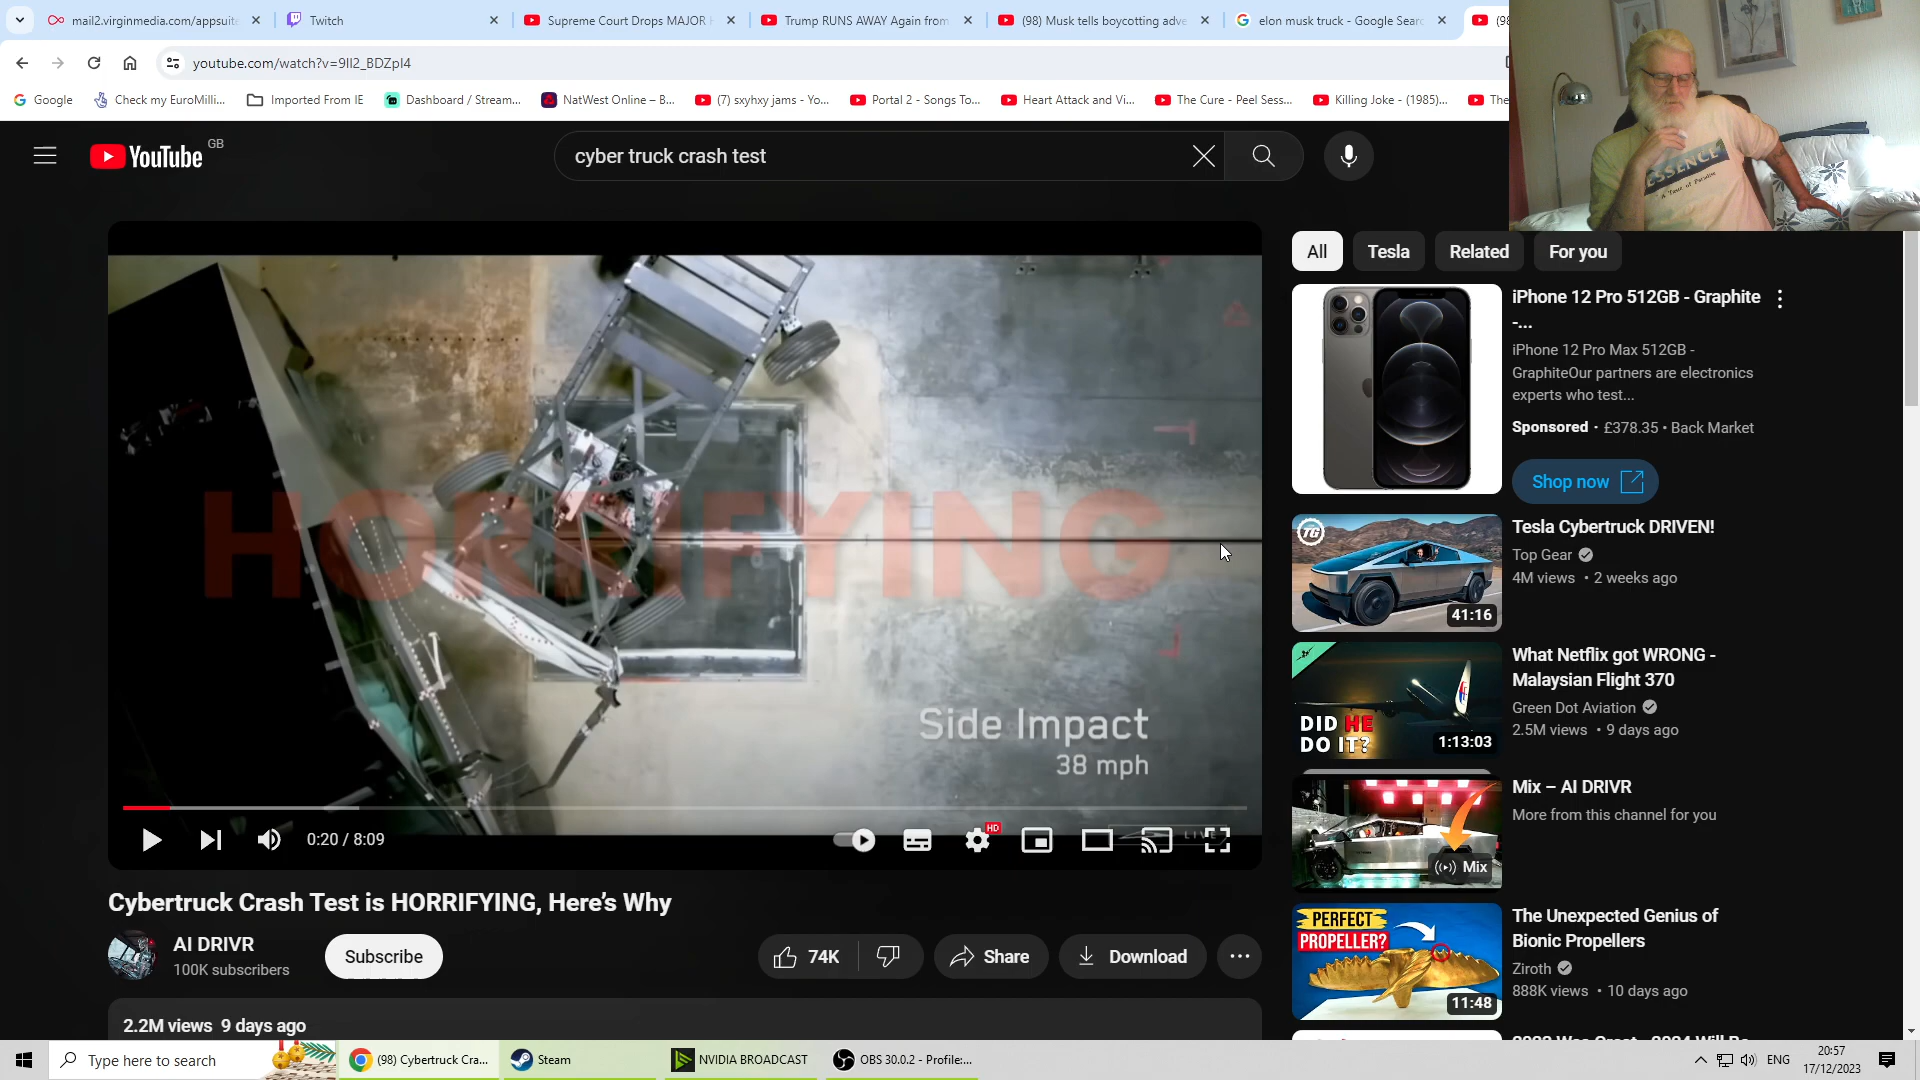 mail2.virginmedia.com/appsuite
Twitch
Supreme Court Drops MAJOR
Trump RUNS AWAY Again from
(98) Musk tells boycotting adve
elon musk truck - Google Searc
(98
youtube.com/watch?v=9II2_BDZpI4
Google
Check my EuroMilli...
Imported From IE
Dashboard / Stream...
NatWest Online – B...
(7) sxyhxy jams - Yo...
Portal 2 - Songs To...
Heart Attack and Vi...
The Cure - Peel Sess...
Killing Joke - (1985)...
The
ESSENCE
A Taste of Paradise
YouTube GB
cyber truck crash test
All
Tesla
Related
For you
HORRIFYING
Side Impact
38 mph
LIVE
0:20 / 8:09
HD
Cybertruck Crash Test is HORRIFYING, Here’s Why
AI DRIVR
100K subscribers
Subscribe
74K
Share
Download
2.2M views 9 days ago
iPhone 12 Pro 512GB - Graphite
-...
iPhone 12 Pro Max 512GB -
GraphiteOur partners are electronics
experts who test...
Sponsored • £378.35 • Back Market
Shop now
TG
41:16
Tesla Cybertruck DRIVEN!
Top Gear
4M views • 2 weeks ago
DID HE
DO IT?
1:13:03
What Netflix got WRONG -
Malaysian Flight 370
Green Dot Aviation
2.5M views • 9 days ago
Mix
Mix – AI DRIVR
More from this channel for you
PERFECT
PROPELLER?
11:48
The Unexpected Genius of
Bionic Propellers
Ziroth
888K views • 10 days ago
Type here to search
(98) Cybertruck Cra...
Steam
NVIDIA BROADCAST
OBS 30.0.2 - Profile:...
ENG
20:57
17/12/2023